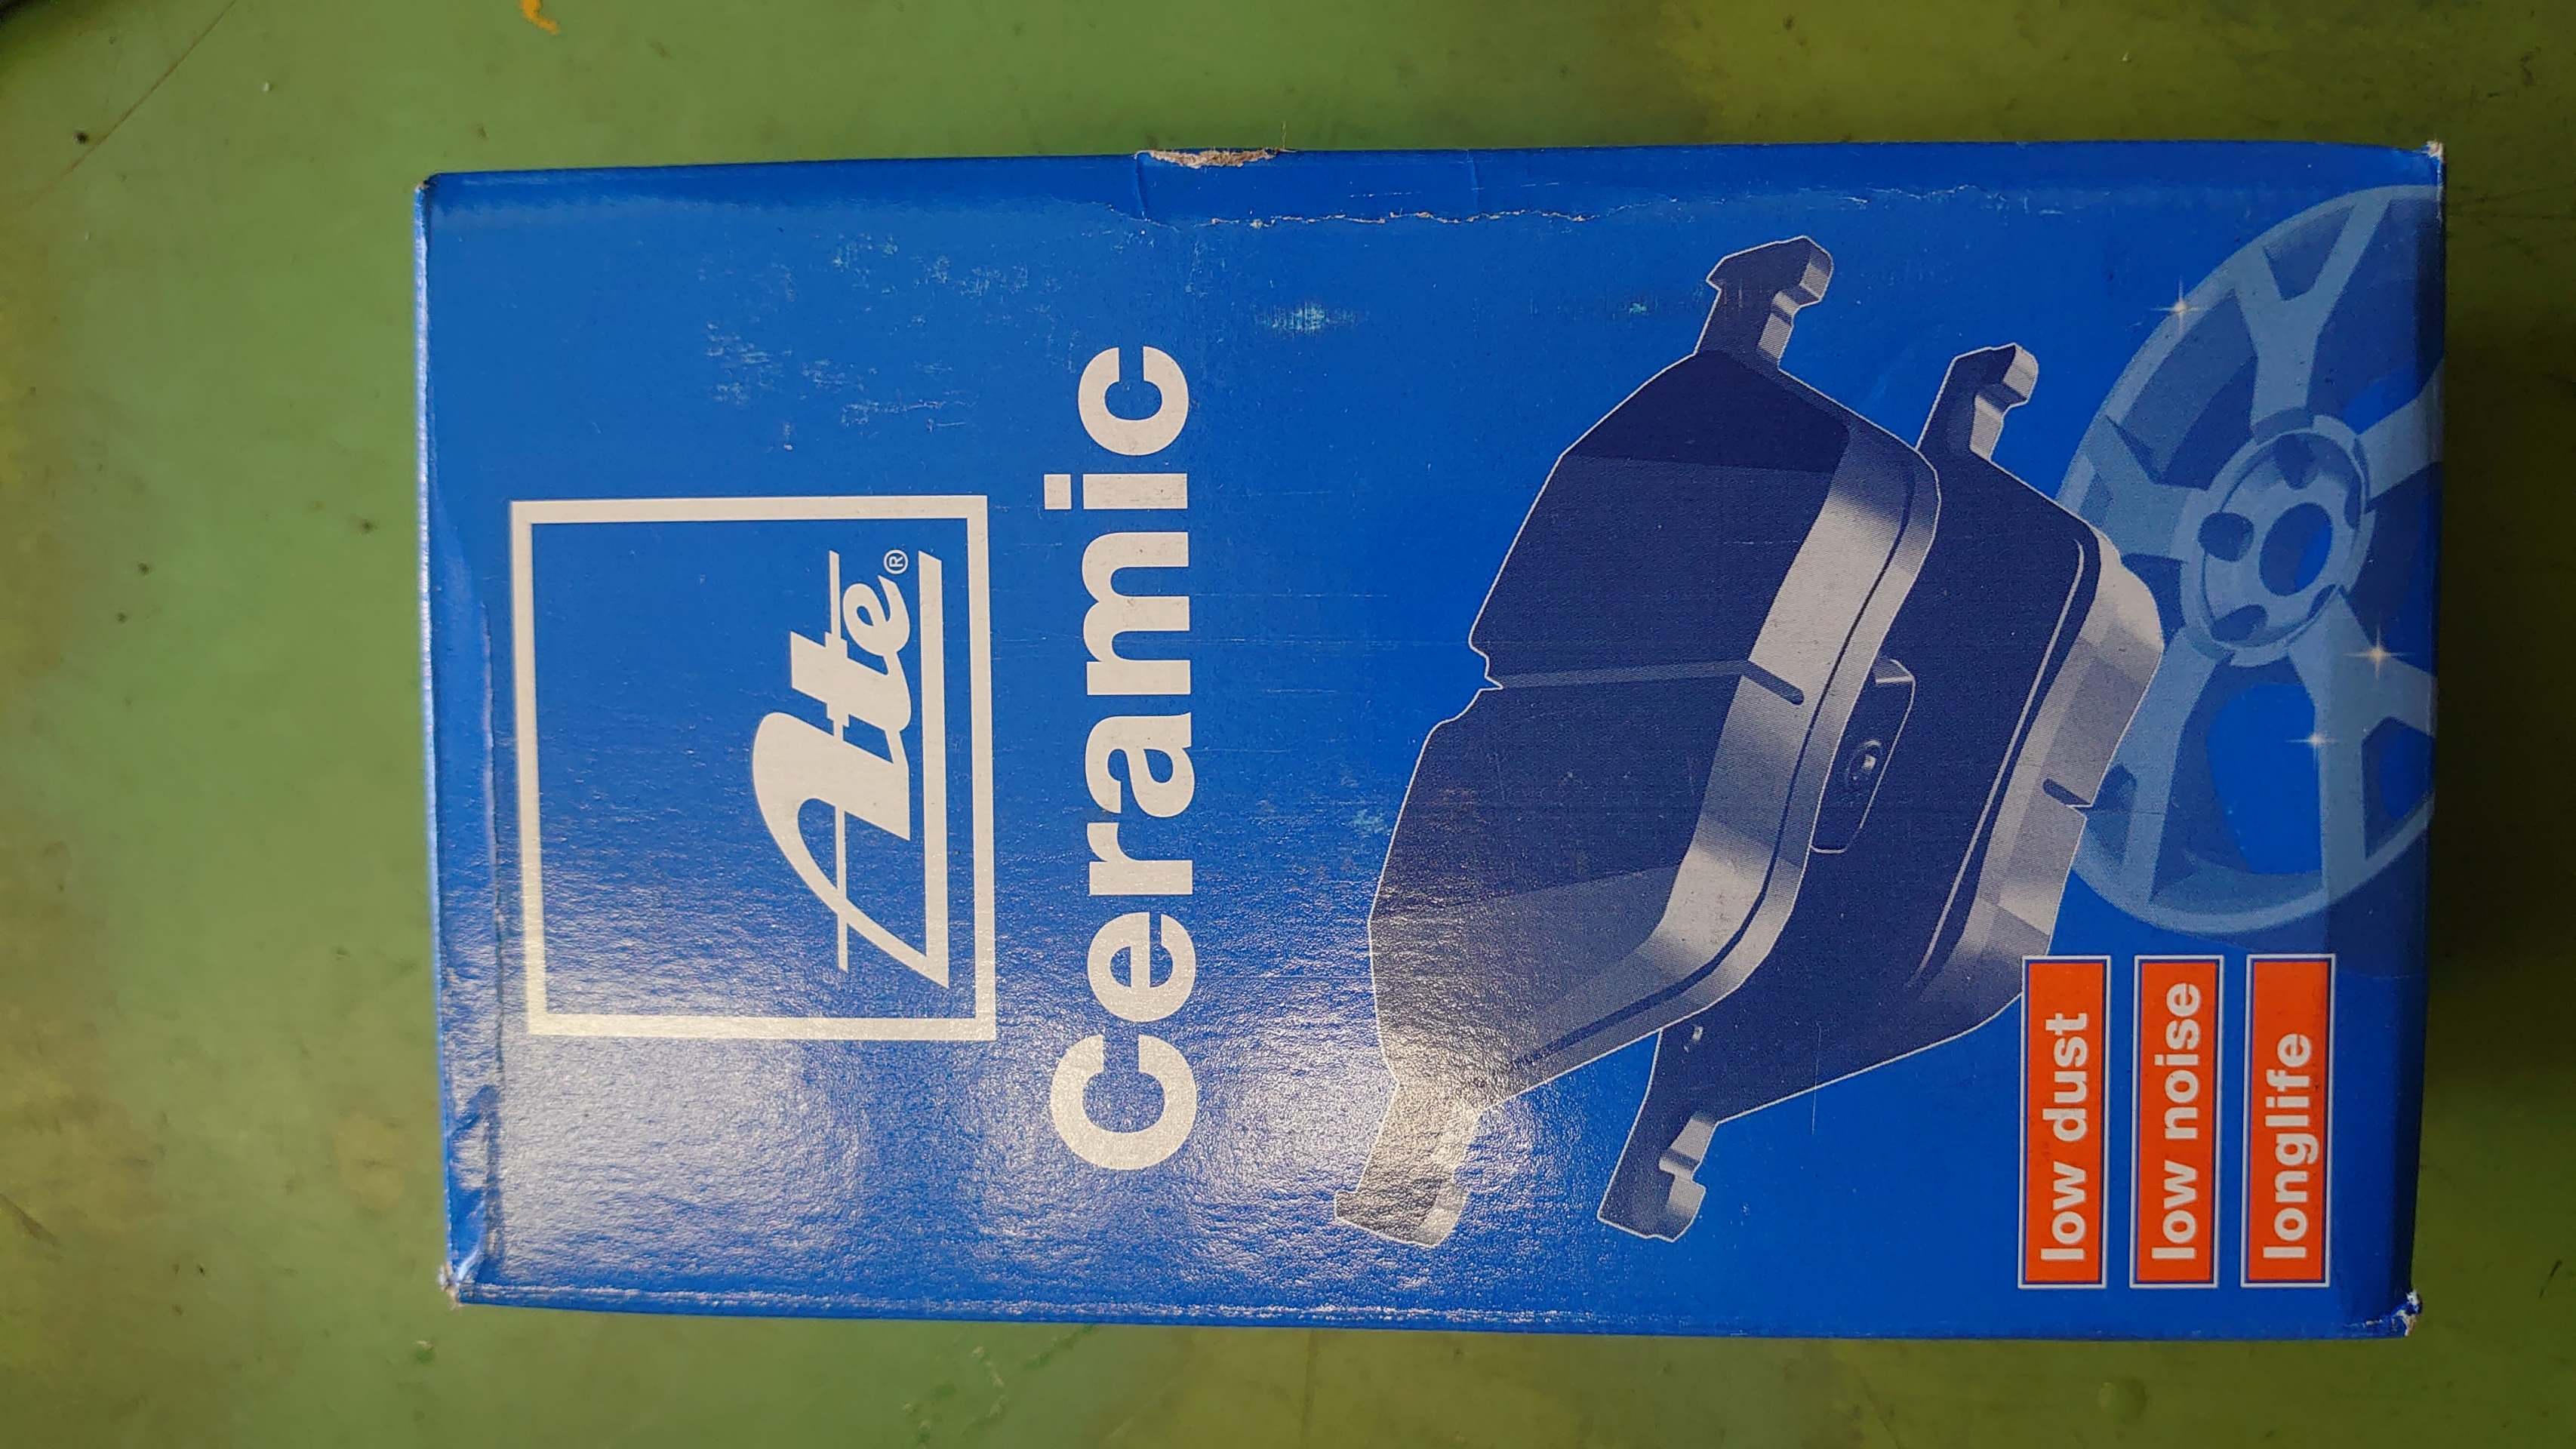 Ate®
Ceramic
low dust
low noise
longlife